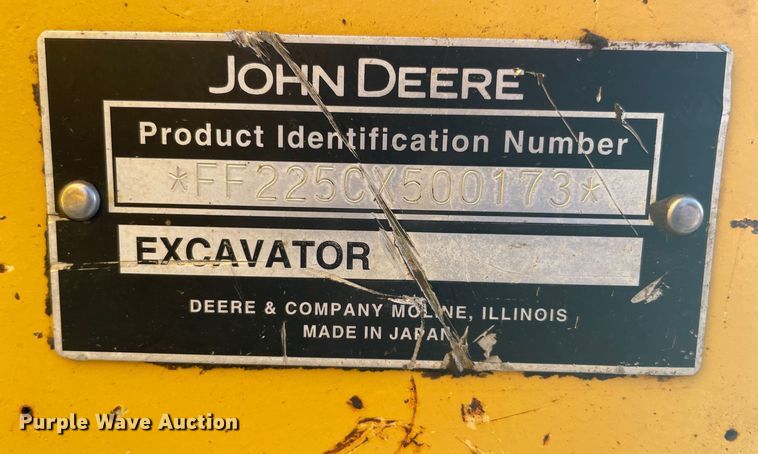 JOHN DEERE
Product Identification Number
*FF225CX500173*
EXCAVATOR
DEERE & COMPANY MOLINE, ILLINOIS
MADE IN JAPAN
Purple Wave Auction